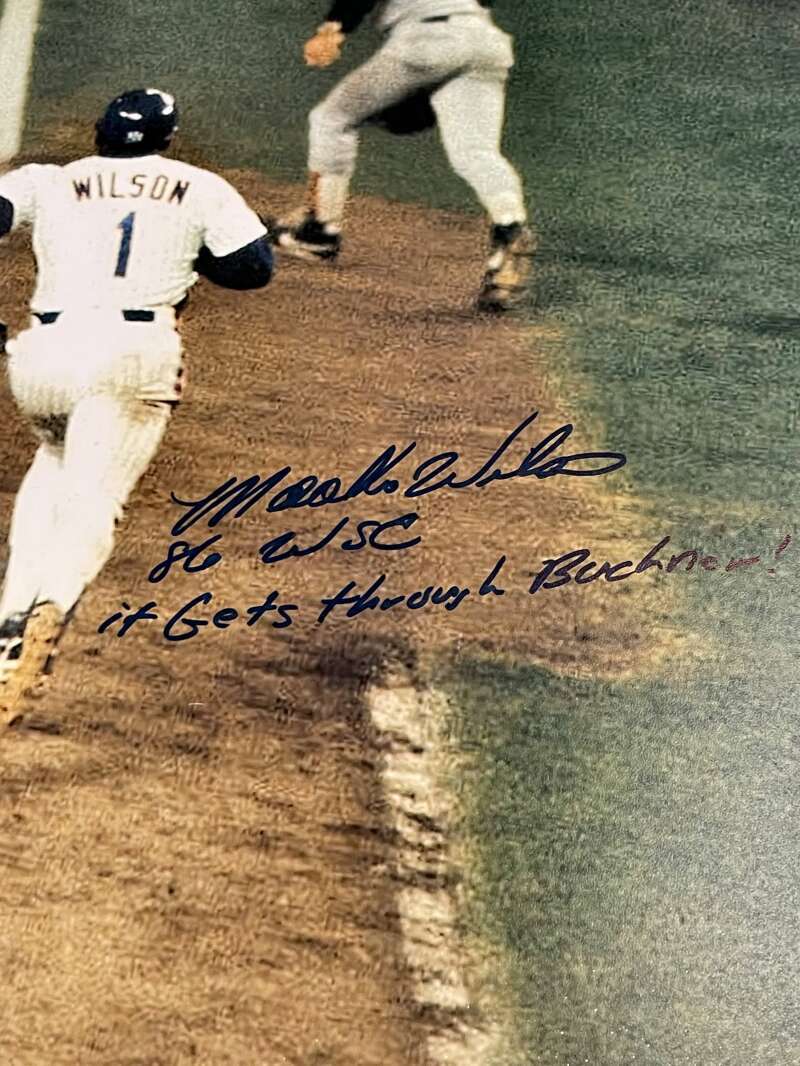 WILSON
1
Mookie Wilson
86 WSC
it Gets through Buckner!